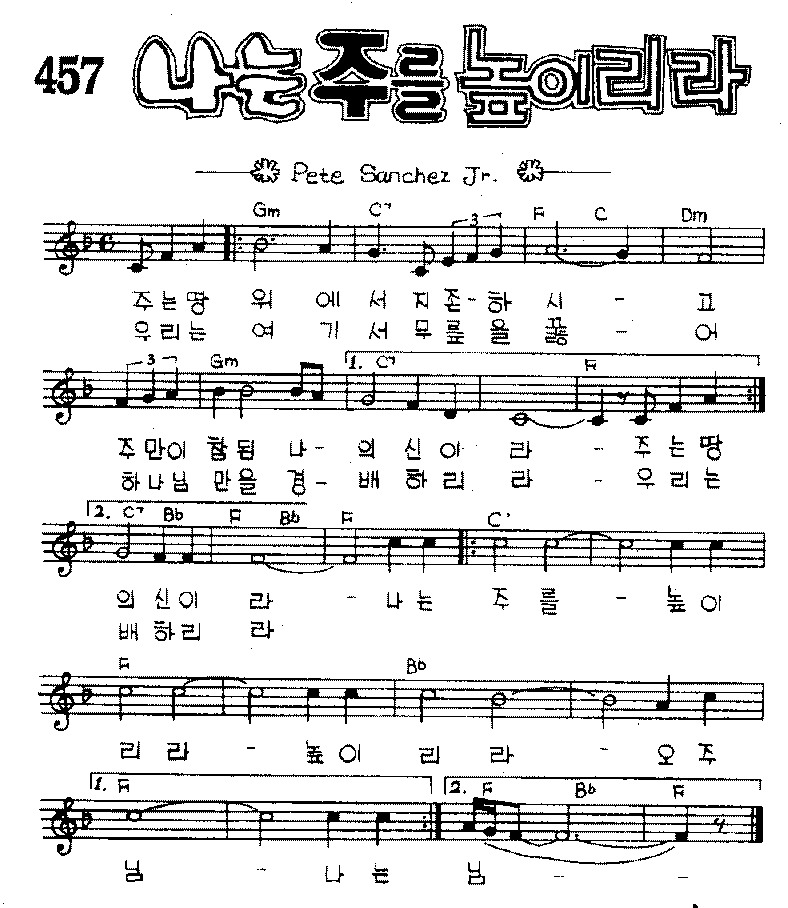 457 나는 주를 높이리라
Pete Sanchez Jr.
Gm C7 3 F C Dm
주는땅 위 에서 지존-하 시 - 고
우리는 여 기서 무릎을 꿇 - 어
3 Gm 1. C7 F
주만이 참된 나- 의 신이 라 - 주는땅
하나님 만을 경- 배 하리 라 - 우리는
2. C7 Bb F Bb F C7
의 신이 라 - 나는 주 를 - 높이
배 하리 라
F Bb
리 라 - 높이 리 라 - 오 주
1. F 2. F Bb F
님 - 나 는 님 - -